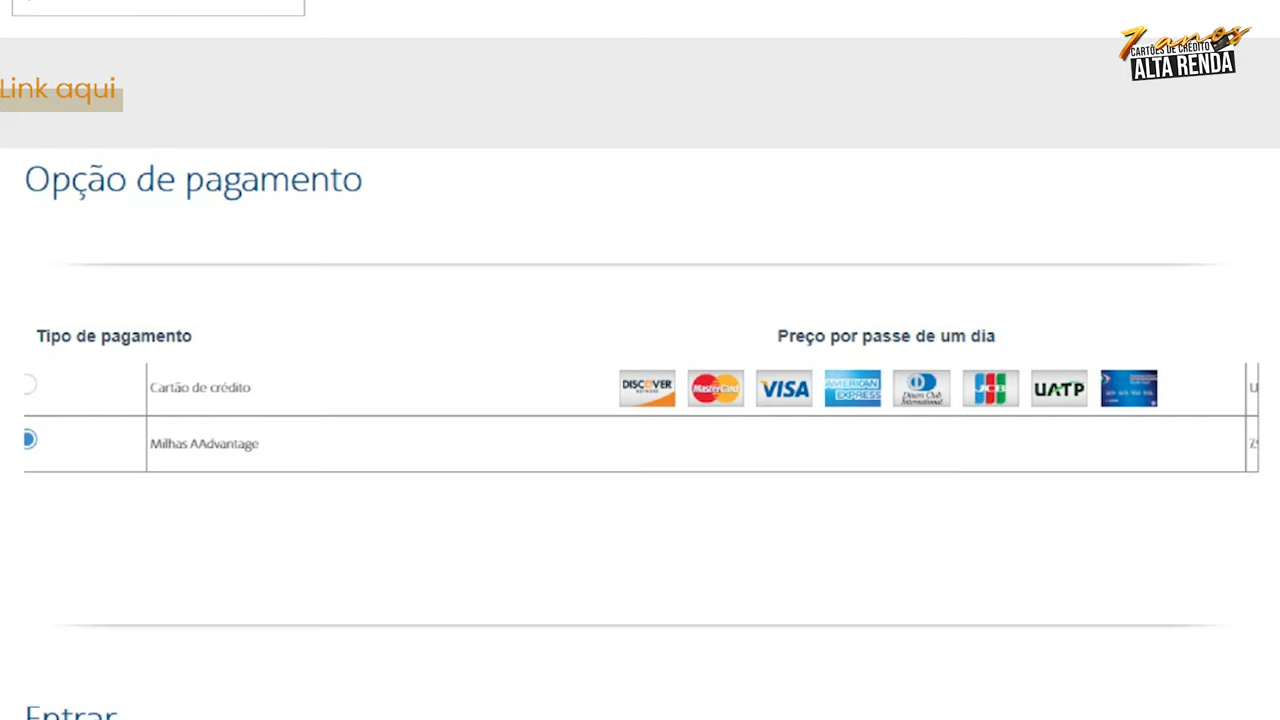 7 anos
CARTÕES DE CRÉDITO
ALTA RENDA
Link aqui
Opção de pagamento
Tipo de pagamento
Preço por passe de um dia
Cartão de crédito
DISCOVER
NETWORK
MasterCard
VISA
AMERICAN
EXPRESS
Diners Club
International
JCB
UATP
Milhas AAdvantage
Entrar